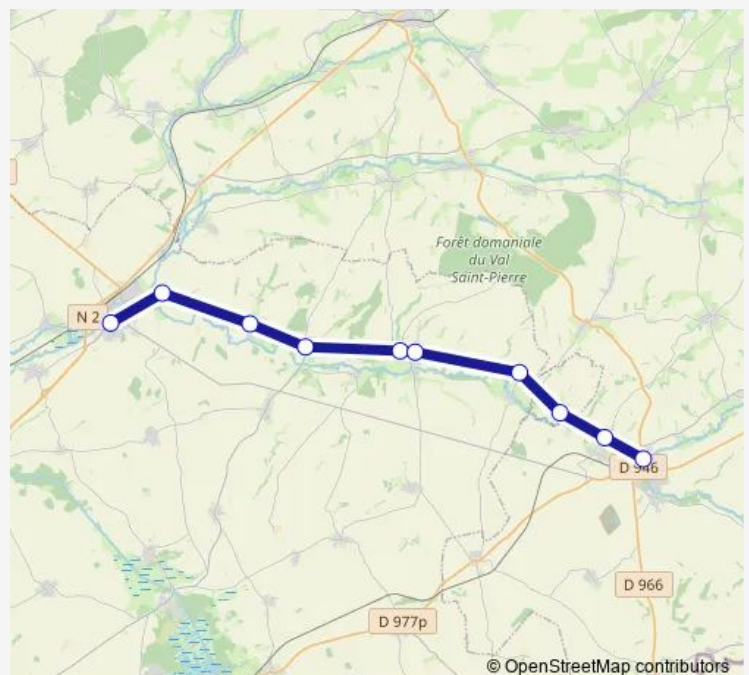 Forêt domaniale
du Val
Saint-Pierre
N 2
D 946
D 966
D 977p
© OpenStreetMap contributors